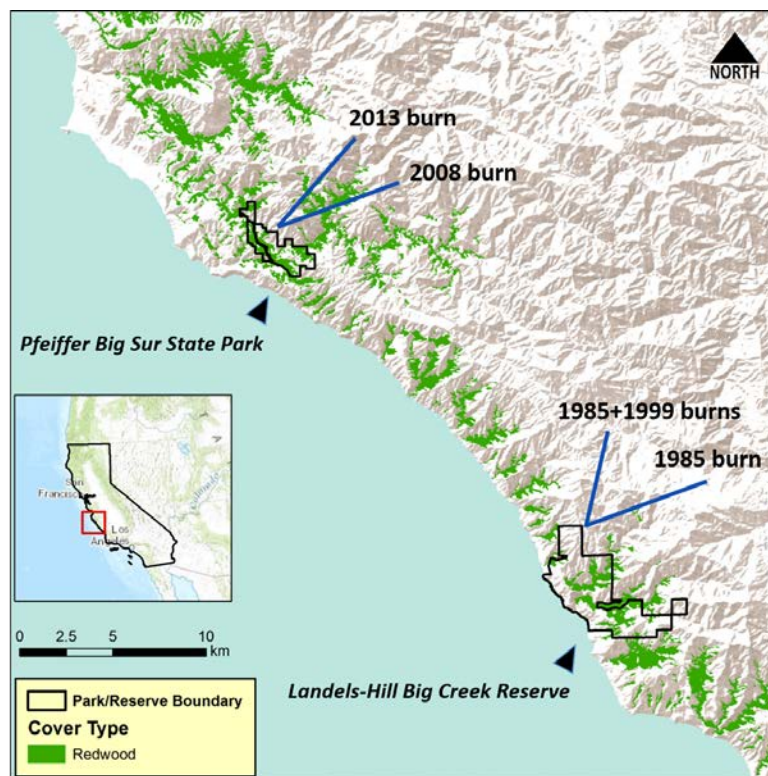 NORTH
2013 burn
2008 burn
Pfeiffer Big Sur State Park
1985+1999 burns
1985 burn
San
Francisco
Los
Angeles
0 2.5 5 10
km
Landels-Hill Big Creek Reserve
Park/Reserve Boundary
Cover Type
Redwood